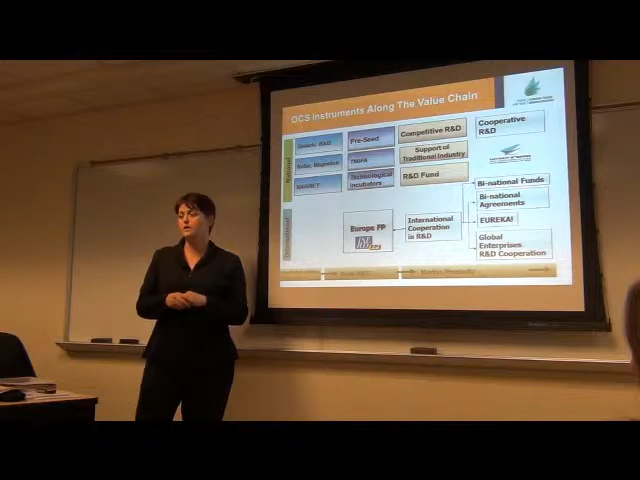 OCS Instruments Along The Value Chain
National
Generic R&D
Pre-Seed
Competitive R&D
Cooperative
R&D
TNUFA
Support of
Traditional Industry
MAGNET
Technological
Incubators
R&D Fund
Bi-national Funds
Bi-national
Agreements
International
Europe FP
International
Cooperation
in R&D
EUREKA!
Global
Enterprises
R&D Cooperation
Market